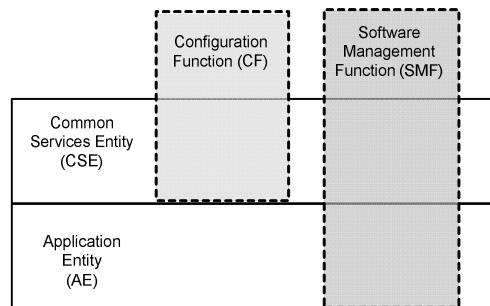 Configuration
Function (CF)
Software
Management
Function (SMF)
Common
Services Entity
(CSE)
Application
Entity
(AE)